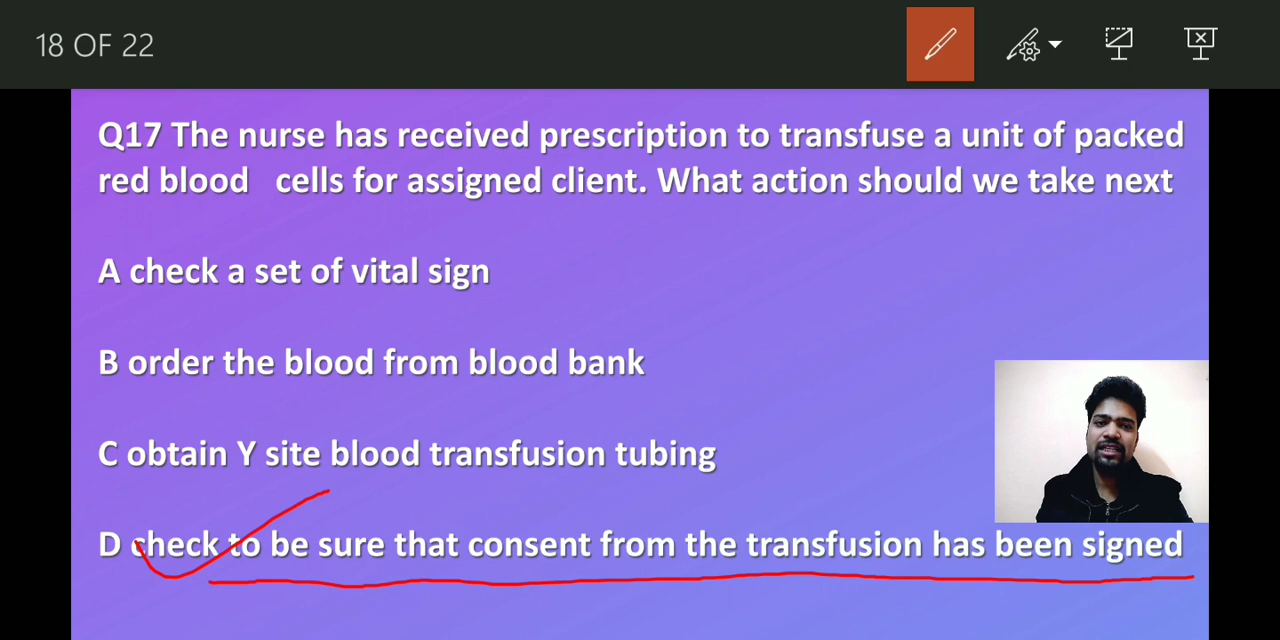 18 OF 22
Q17 The nurse has received prescription to transfuse a unit of packed
red blood cells for assigned client. What action should we take next
A check a set of vital sign
B order the blood from blood bank
C obtain Y site blood transfusion tubing
D check to be sure that consent from the transfusion has been signed